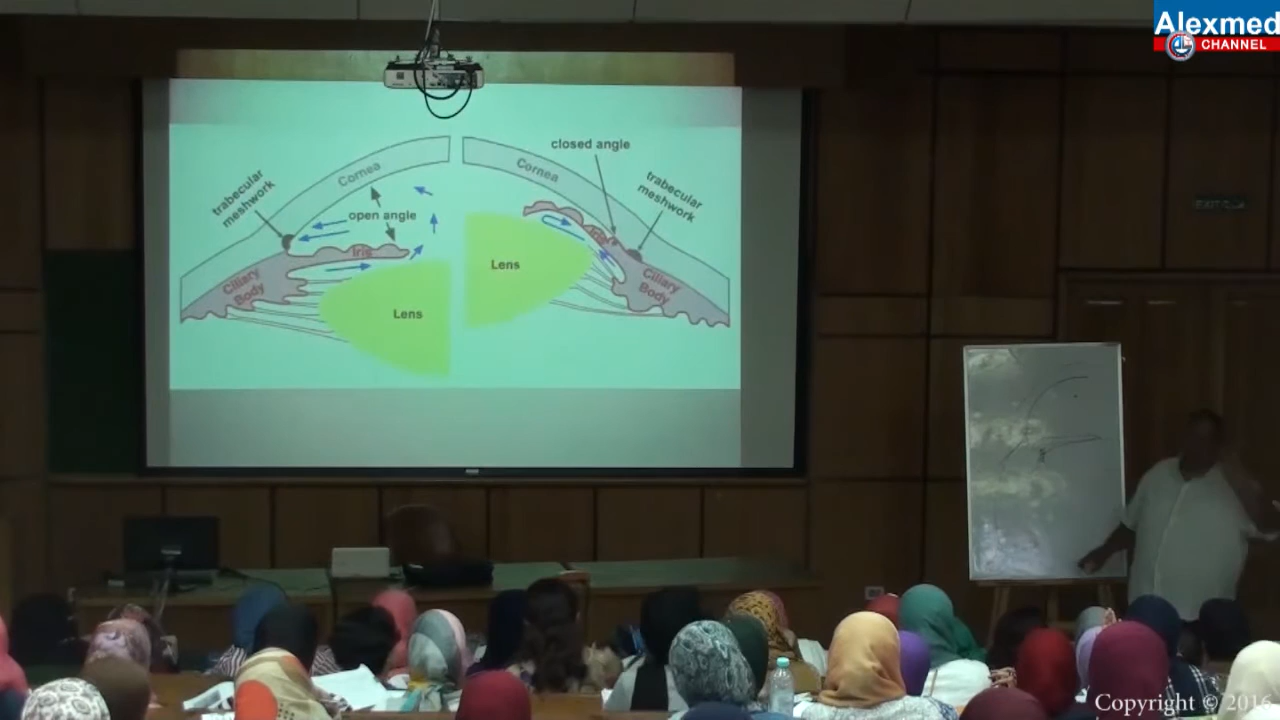 Alexmed
CHANNEL
closed angle
Cornea
Cornea
trabecular
meshwork
trabecular
meshwork
open angle
Iris
Iris
Lens
Lens
Ciliary
Body
Ciliary
Body
Copyright © 2016